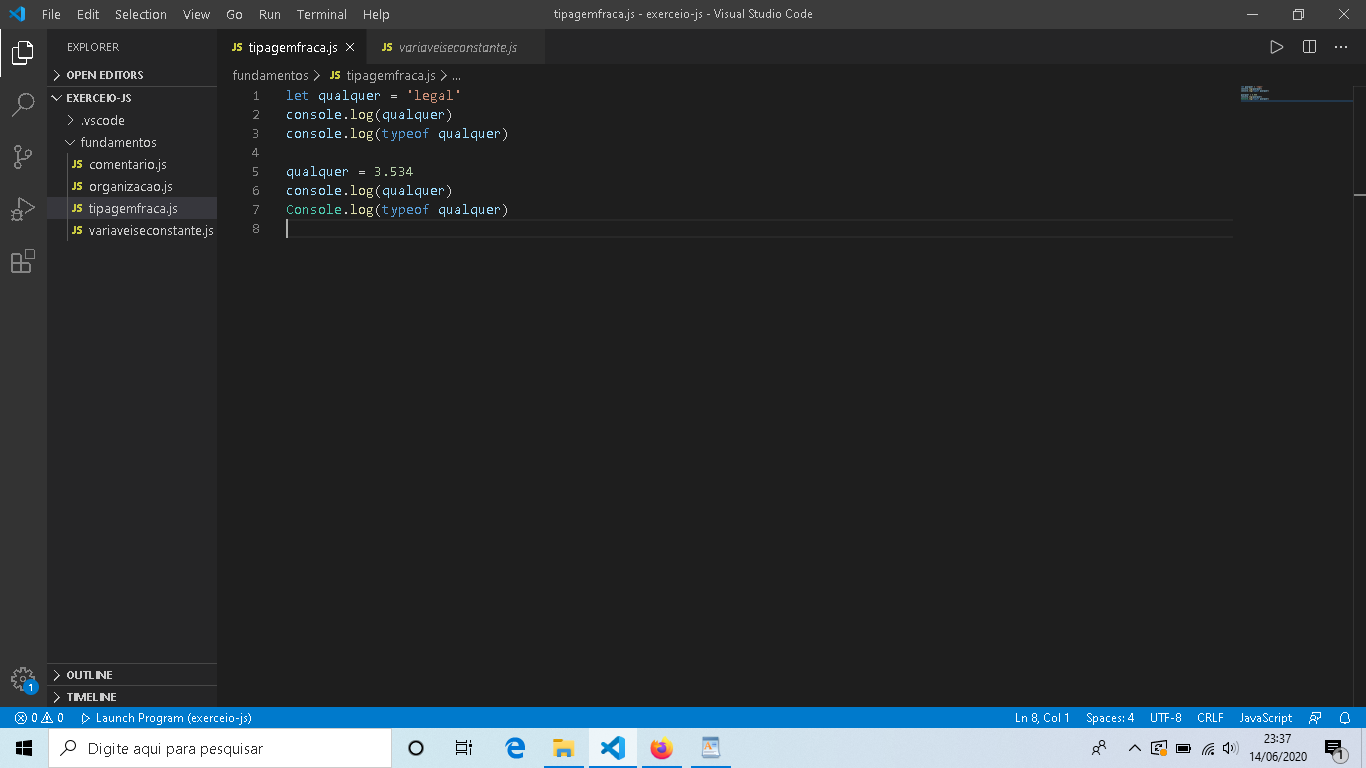 File Edit Selection View Go Run Terminal Help tipagemfraca.js - exerceio-js - Visual Studio Code
EXPLORER
OPEN EDITORS
EXERCEIO-JS
.vscode
fundamentos
JS comentario.js
JS organizacao.js
JS tipagemfraca.js
JS variaveiseconstante.js
OUTLINE
TIMELINE
JS tipagemfraca.js JS variaveiseconstante.js
fundamentos > JS tipagemfraca.js > ...
1 let qualquer = 'legal'
2 console.log(qualquer)
3 console.log(typeof qualquer)
4
5 qualquer = 3.534
6 console.log(qualquer)
7 Console.log(typeof qualquer)
8
1
0 0 Launch Program (exerceio-js) Ln 8, Col 1 Spaces: 4 UTF-8 CRLF JavaScript
Digite aqui para pesquisar
23:37
14/06/2020
1